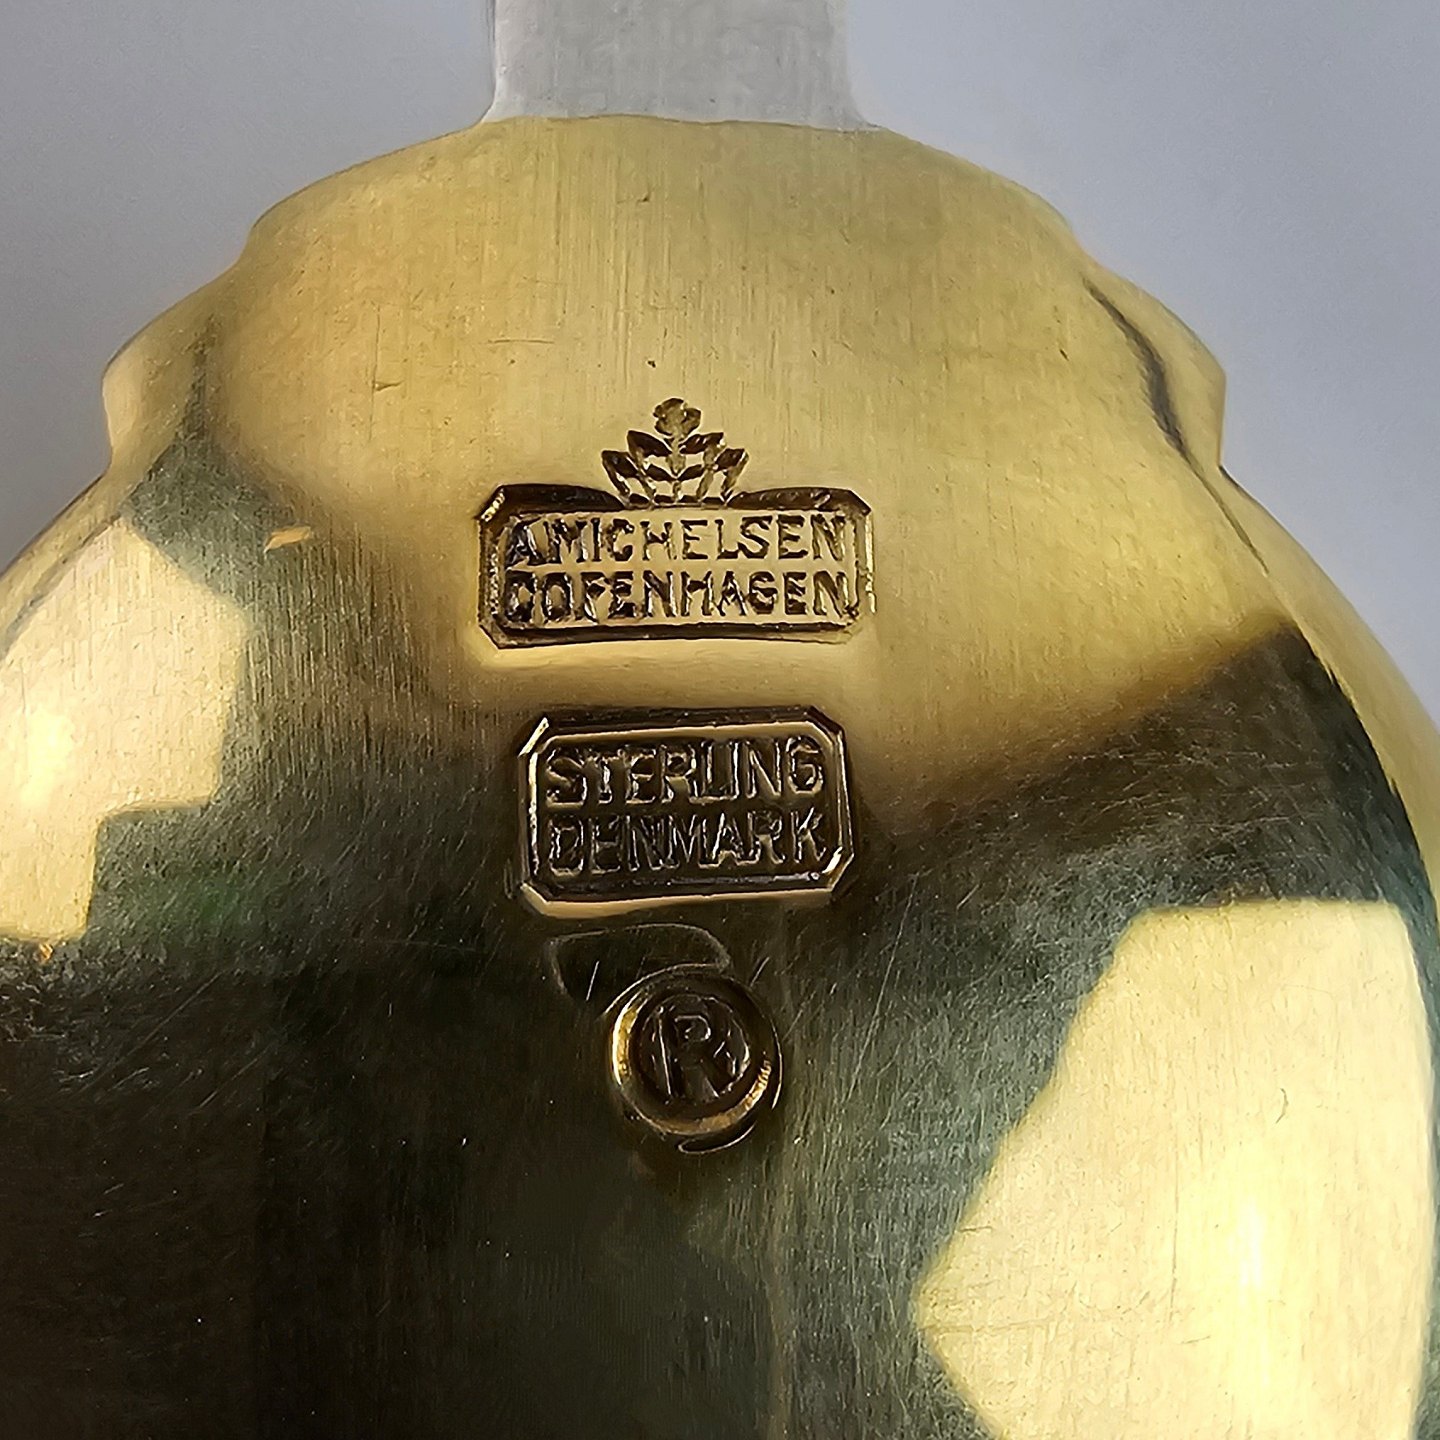 A MICHELSEN
COPENHAGEN
STERLING
DENMARK
R